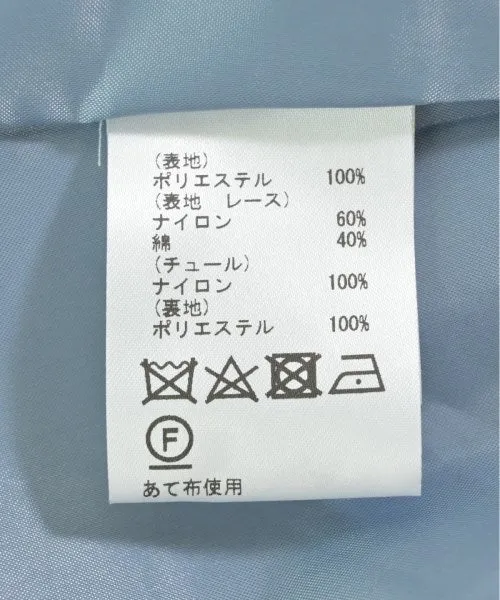 (表地)
ポリエステル 100%
(表地 レース)
ナイロン 60%
綿 40%
(チュール)
ナイロン 100%
(裏地)
ポリエステル 100%
F
あて布使用